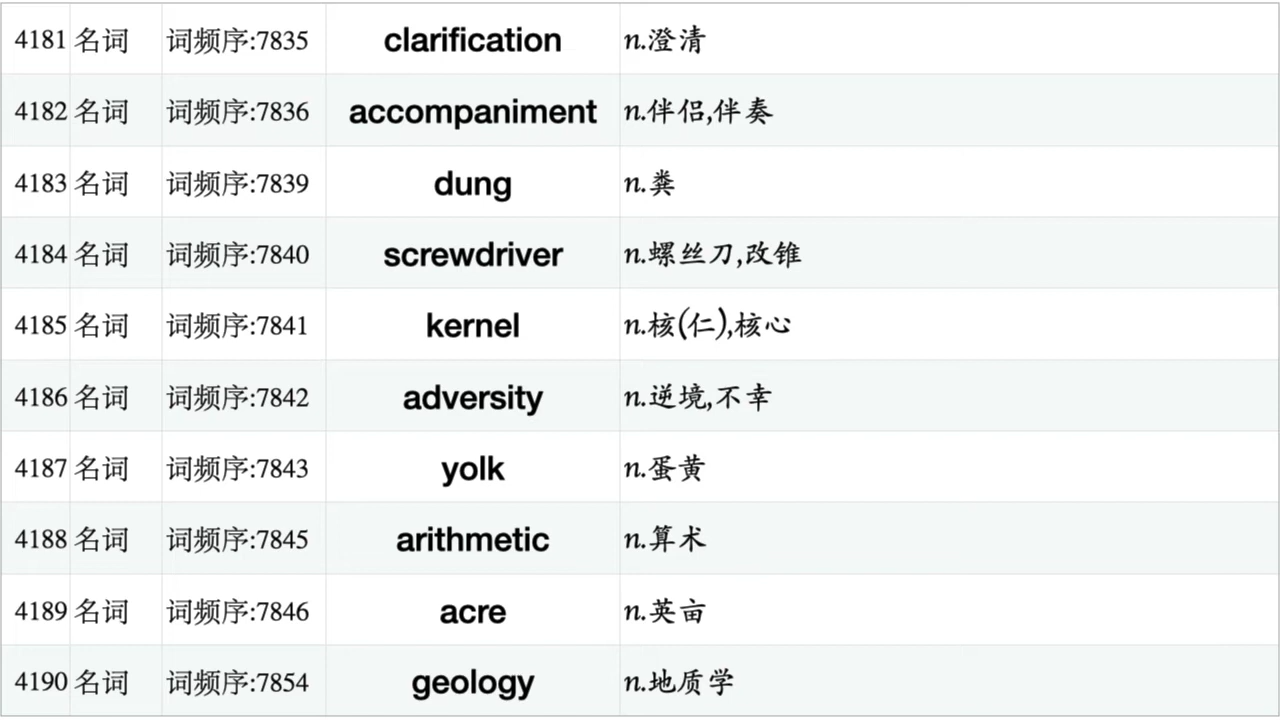 4181 名词 词频序:7835 clarification n.澄清
4182 名词 词频序:7836 accompaniment n.伴侣,伴奏
4183 名词 词频序:7839 dung n.粪
4184 名词 词频序:7840 screwdriver n.螺丝刀,改锥
4185 名词 词频序:7841 kernel n.核(仁),核心
4186 名词 词频序:7842 adversity n.逆境,不幸
4187 名词 词频序:7843 yolk n.蛋黄
4188 名词 词频序:7845 arithmetic n.算术
4189 名词 词频序:7846 acre n.英亩
4190 名词 词频序:7854 geology n.地质学